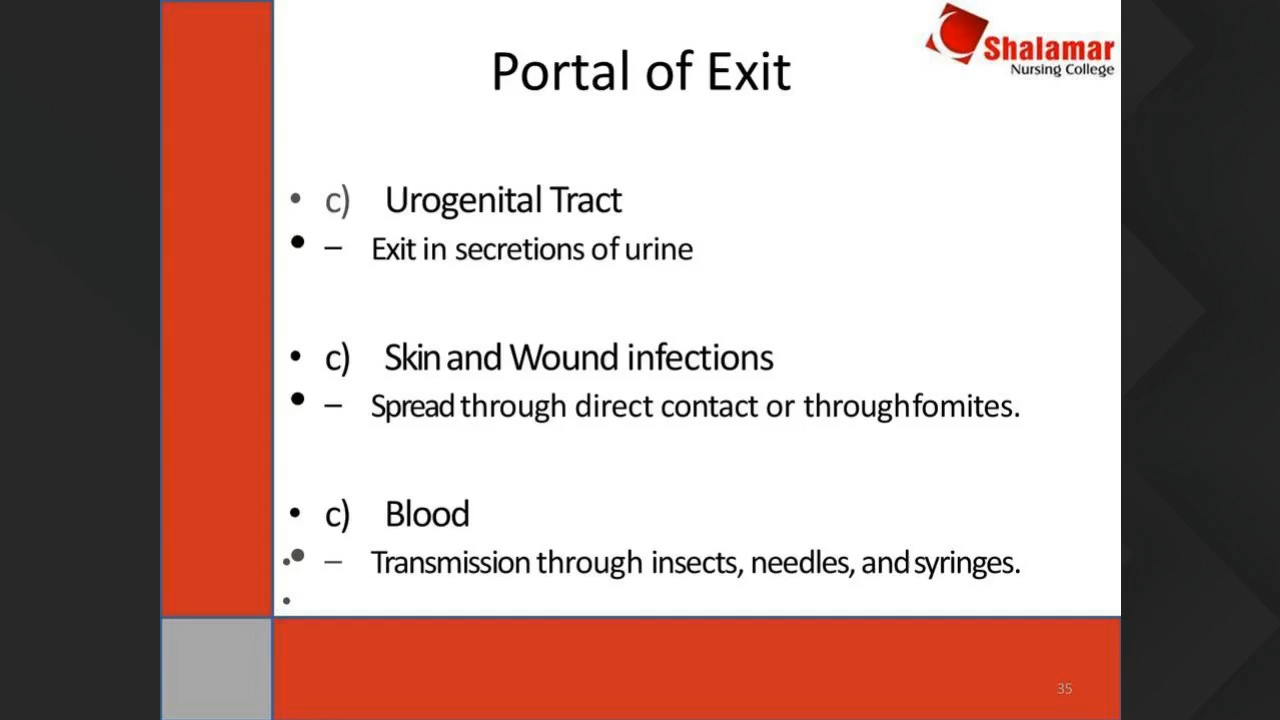 Shalamar
Nursing College
Portal of Exit
• c) Urogenital Tract
• – Exit in secretions of urine
• c) Skin and Wound infections
• – Spread through direct contact or through fomites.
• c) Blood
• – Transmission through insects, needles, and syringes.
35